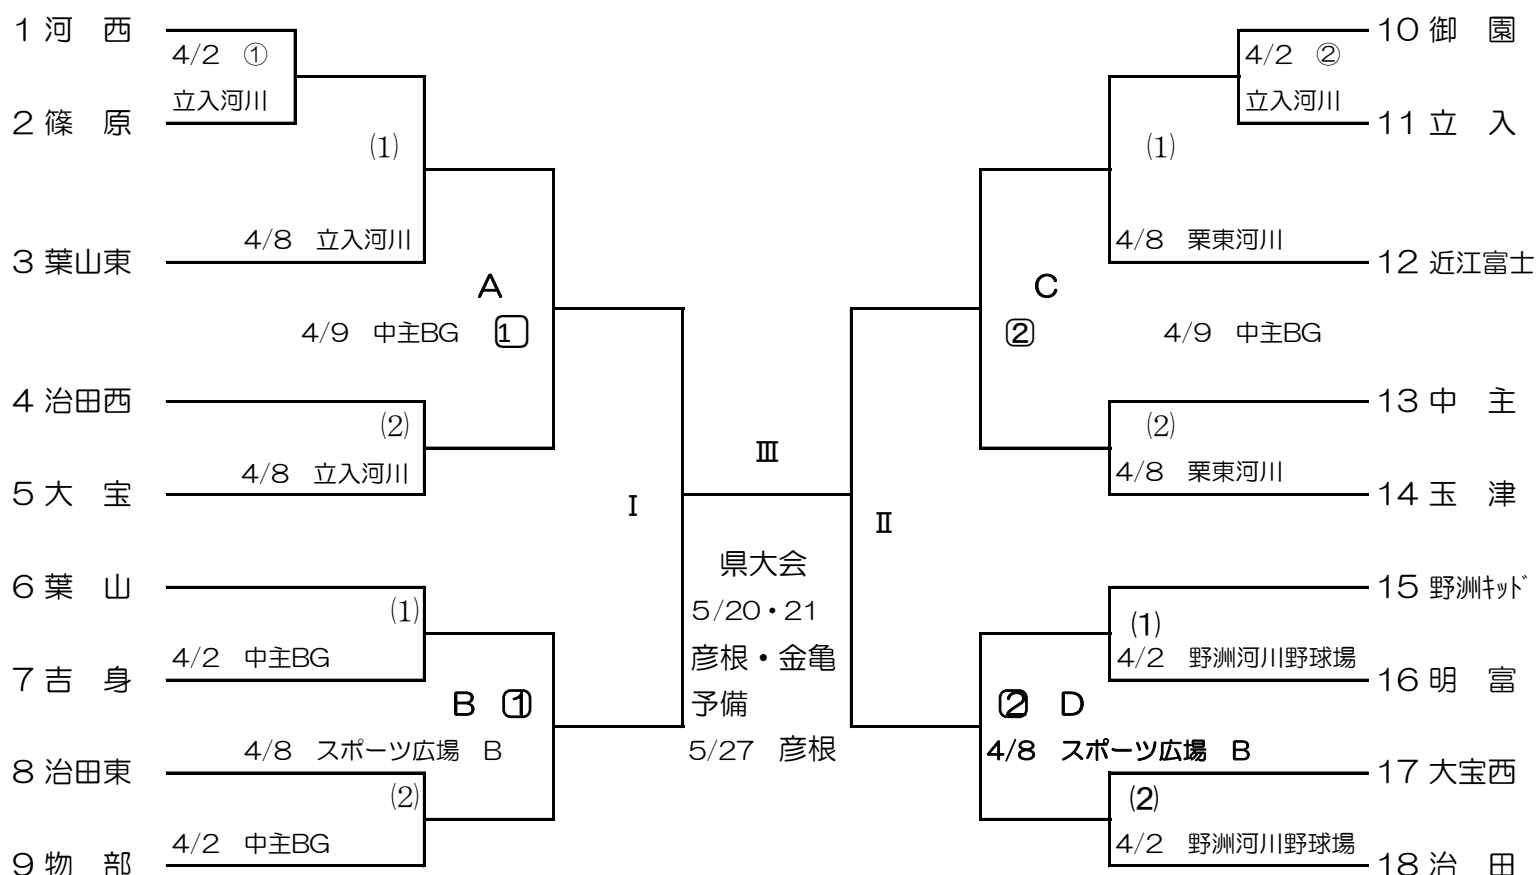 1 河　西
4/2　①
立入河川
2 篠　原
⑴
4/8　立入河川
3 葉山東
A
4/9　中主BG　1
4 治田西
⑵
4/8　立入河川
5 大　宝
Ⅰ
6 葉　山
⑴
4/2　中主BG
7 吉　身
B　1
4/8　スポーツ広場　B
8 治田東
⑵
4/2　中主BG
9 物　部
Ⅲ
県大会
5/20・21
彦根・金亀
予備
5/27　彦根
10 御　園
4/2　②
立入河川
11 立　入
⑴
4/8　栗東河川
12 近江富士
C
2　4/9　中主BG
13 中　主
⑵
4/8　栗東河川
14 玉　津
Ⅱ
15 野洲ｷｯﾄﾞ
⑴
4/2　野洲河川野球場
16 明　富
2　D
4/8　スポーツ広場　B
17 大宝西
⑵
4/2　野洲河川野球場
18 治　田